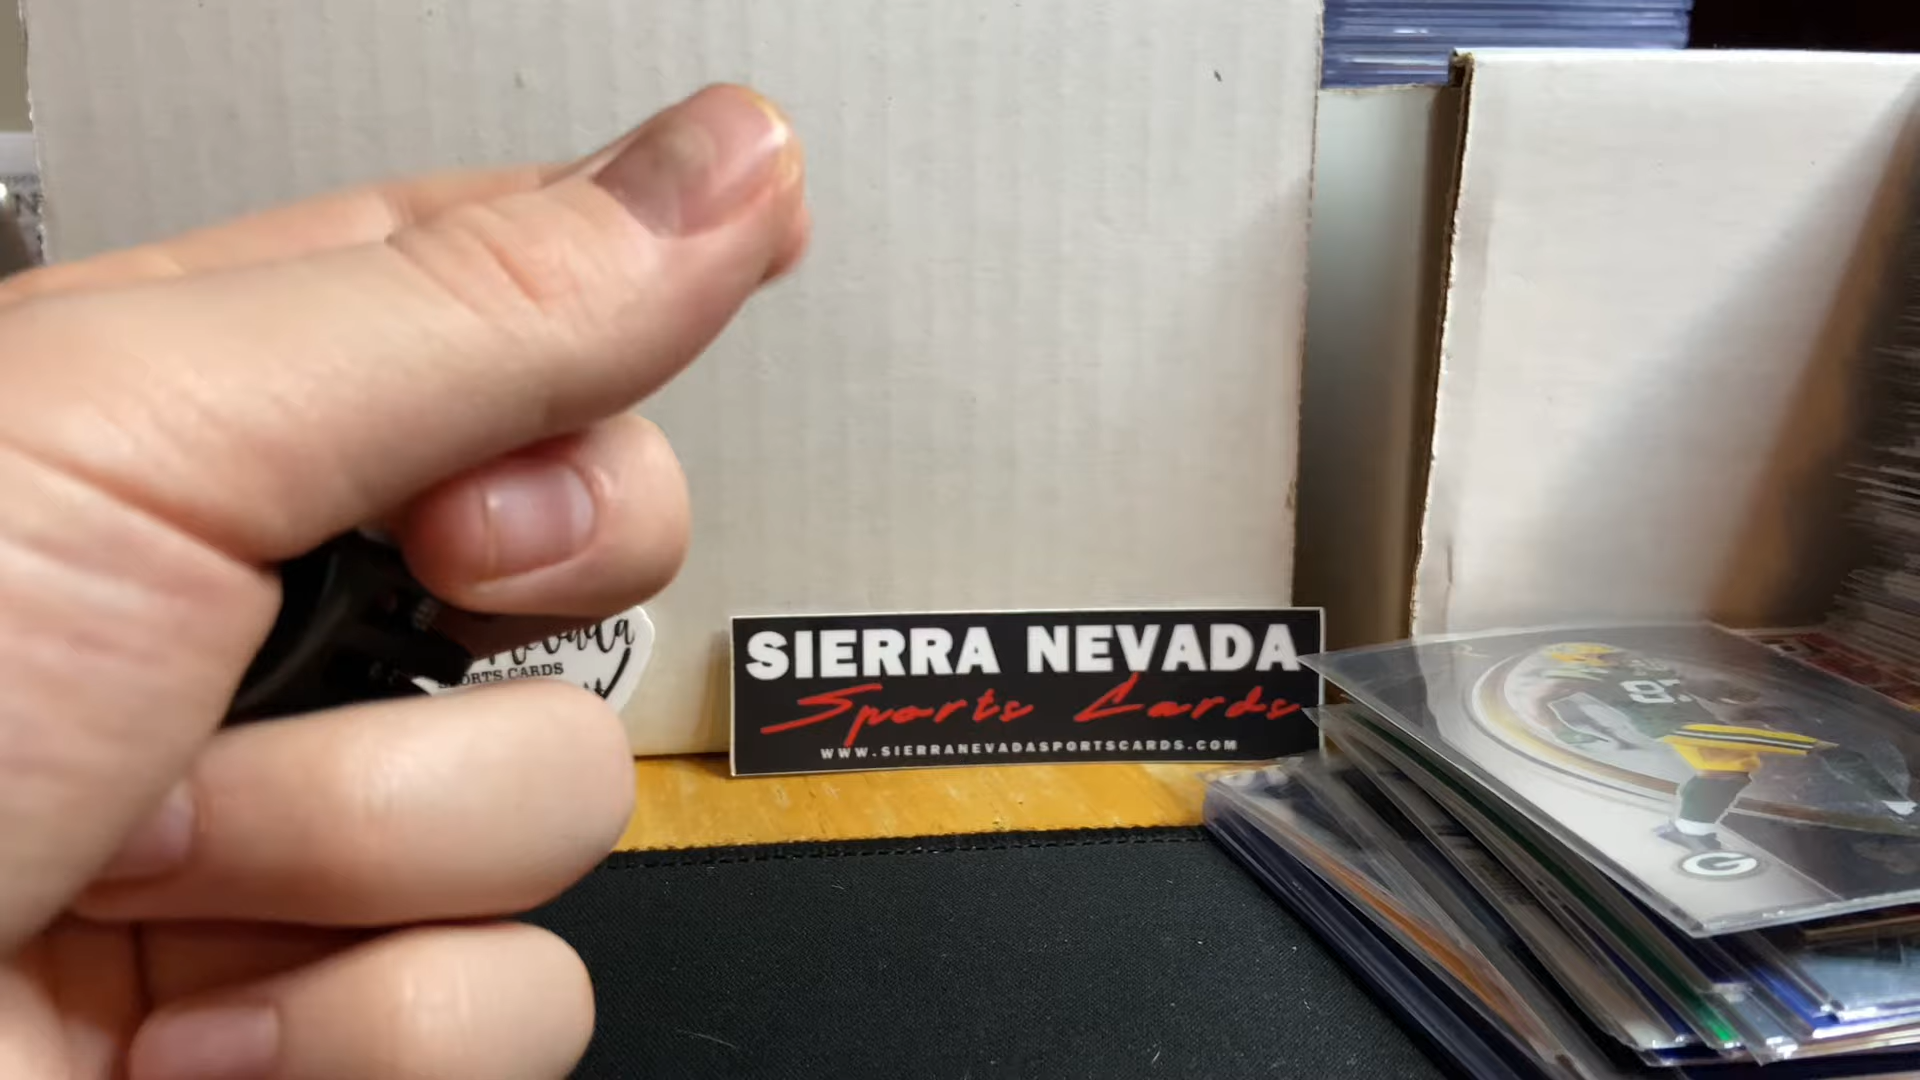 SIERRA NEVADA
Sports Cards
WWW.SIERRANEVADASPORTSCARDS.COM
SPORTS CARDS
G